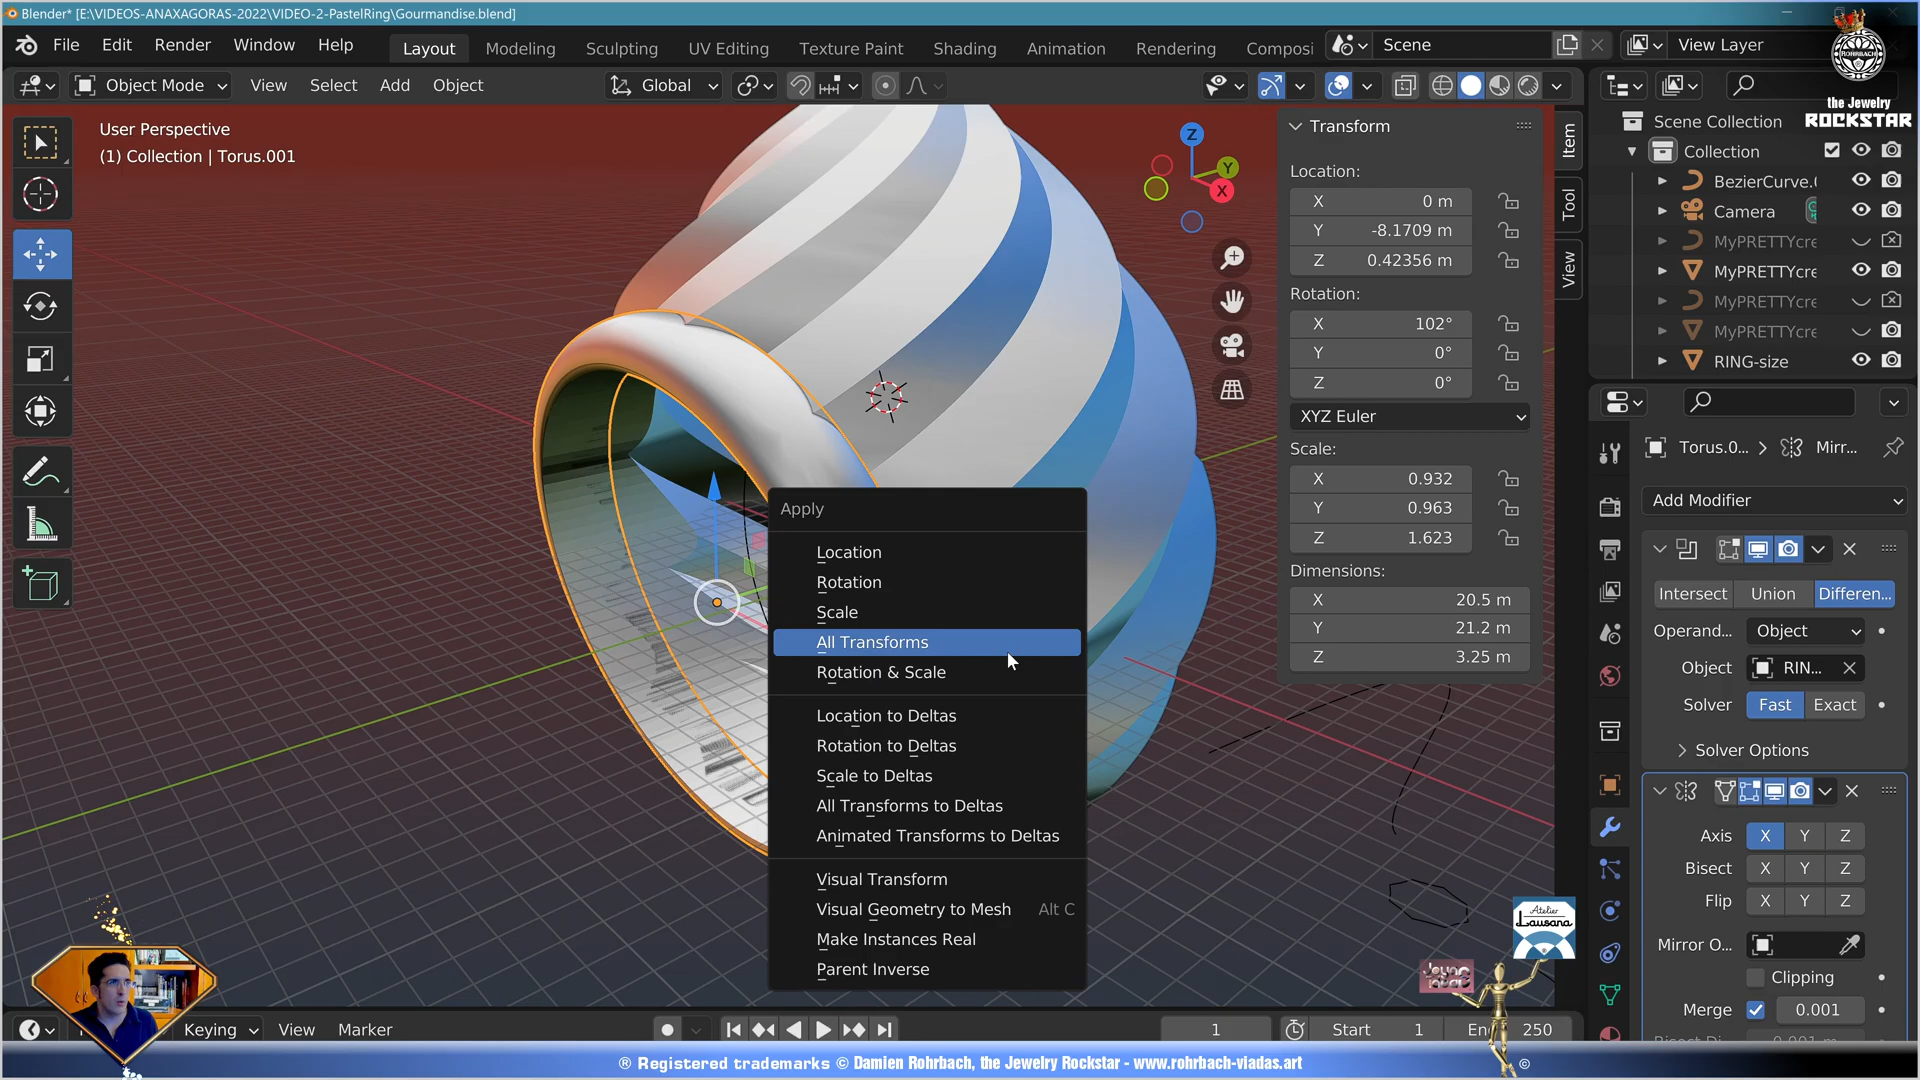 Blender* [E:\VIDEOS-ANAXAGORAS-2022\VIDEO-2-PastelRing\Gourmandise.blend]
File Edit Render Window Help Layout Modeling Sculpting UV Editing Texture Paint Shading Animation Rendering Composi Scene View Layer
Object Mode View Select Add Object Global
ROHRBACH
the Jewelry
ROCKSTAR
User Perspective
(1) Collection | Torus.001
Z
Y
X
Transform
Location:
X 0 m
Y -8.1709 m
Z 0.42356 m
Rotation:
X 102°
Y 0°
Z 0°
XYZ Euler
Scale:
X 0.932
Y 0.963
Z 1.623
Dimensions:
X 20.5 m
Y 21.2 m
Z 3.25 m
Item
Tool
View
Scene Collection
Collection
BezierCurve.(
Camera
MyPRETTYcre
MyPRETTYcre
MyPRETTYcre
MyPRETTYcre
RING-size
Torus.0... > Mirr...
Add Modifier
Intersect Union Differen...
Operand... Object
Object RIN...
Solver Fast Exact
Solver Options
Axis X Y Z
Bisect X Y Z
Flip X Y Z
Mirror O...
Clipping
Merge 0.001
Apply
Location
Rotation
Scale
All Transforms
Rotation & Scale
Location to Deltas
Rotation to Deltas
Scale to Deltas
All Transforms to Deltas
Animated Transforms to Deltas
Visual Transform
Visual Geometry to Mesh Alt C
Make Instances Real
Parent Inverse
Atelier
Lausana
Keying View Marker 1 Start 1 En 250
® Registered trademarks © Damien Rohrbach, the Jewelry Rockstar - www.rohrbach-viadas.art ©